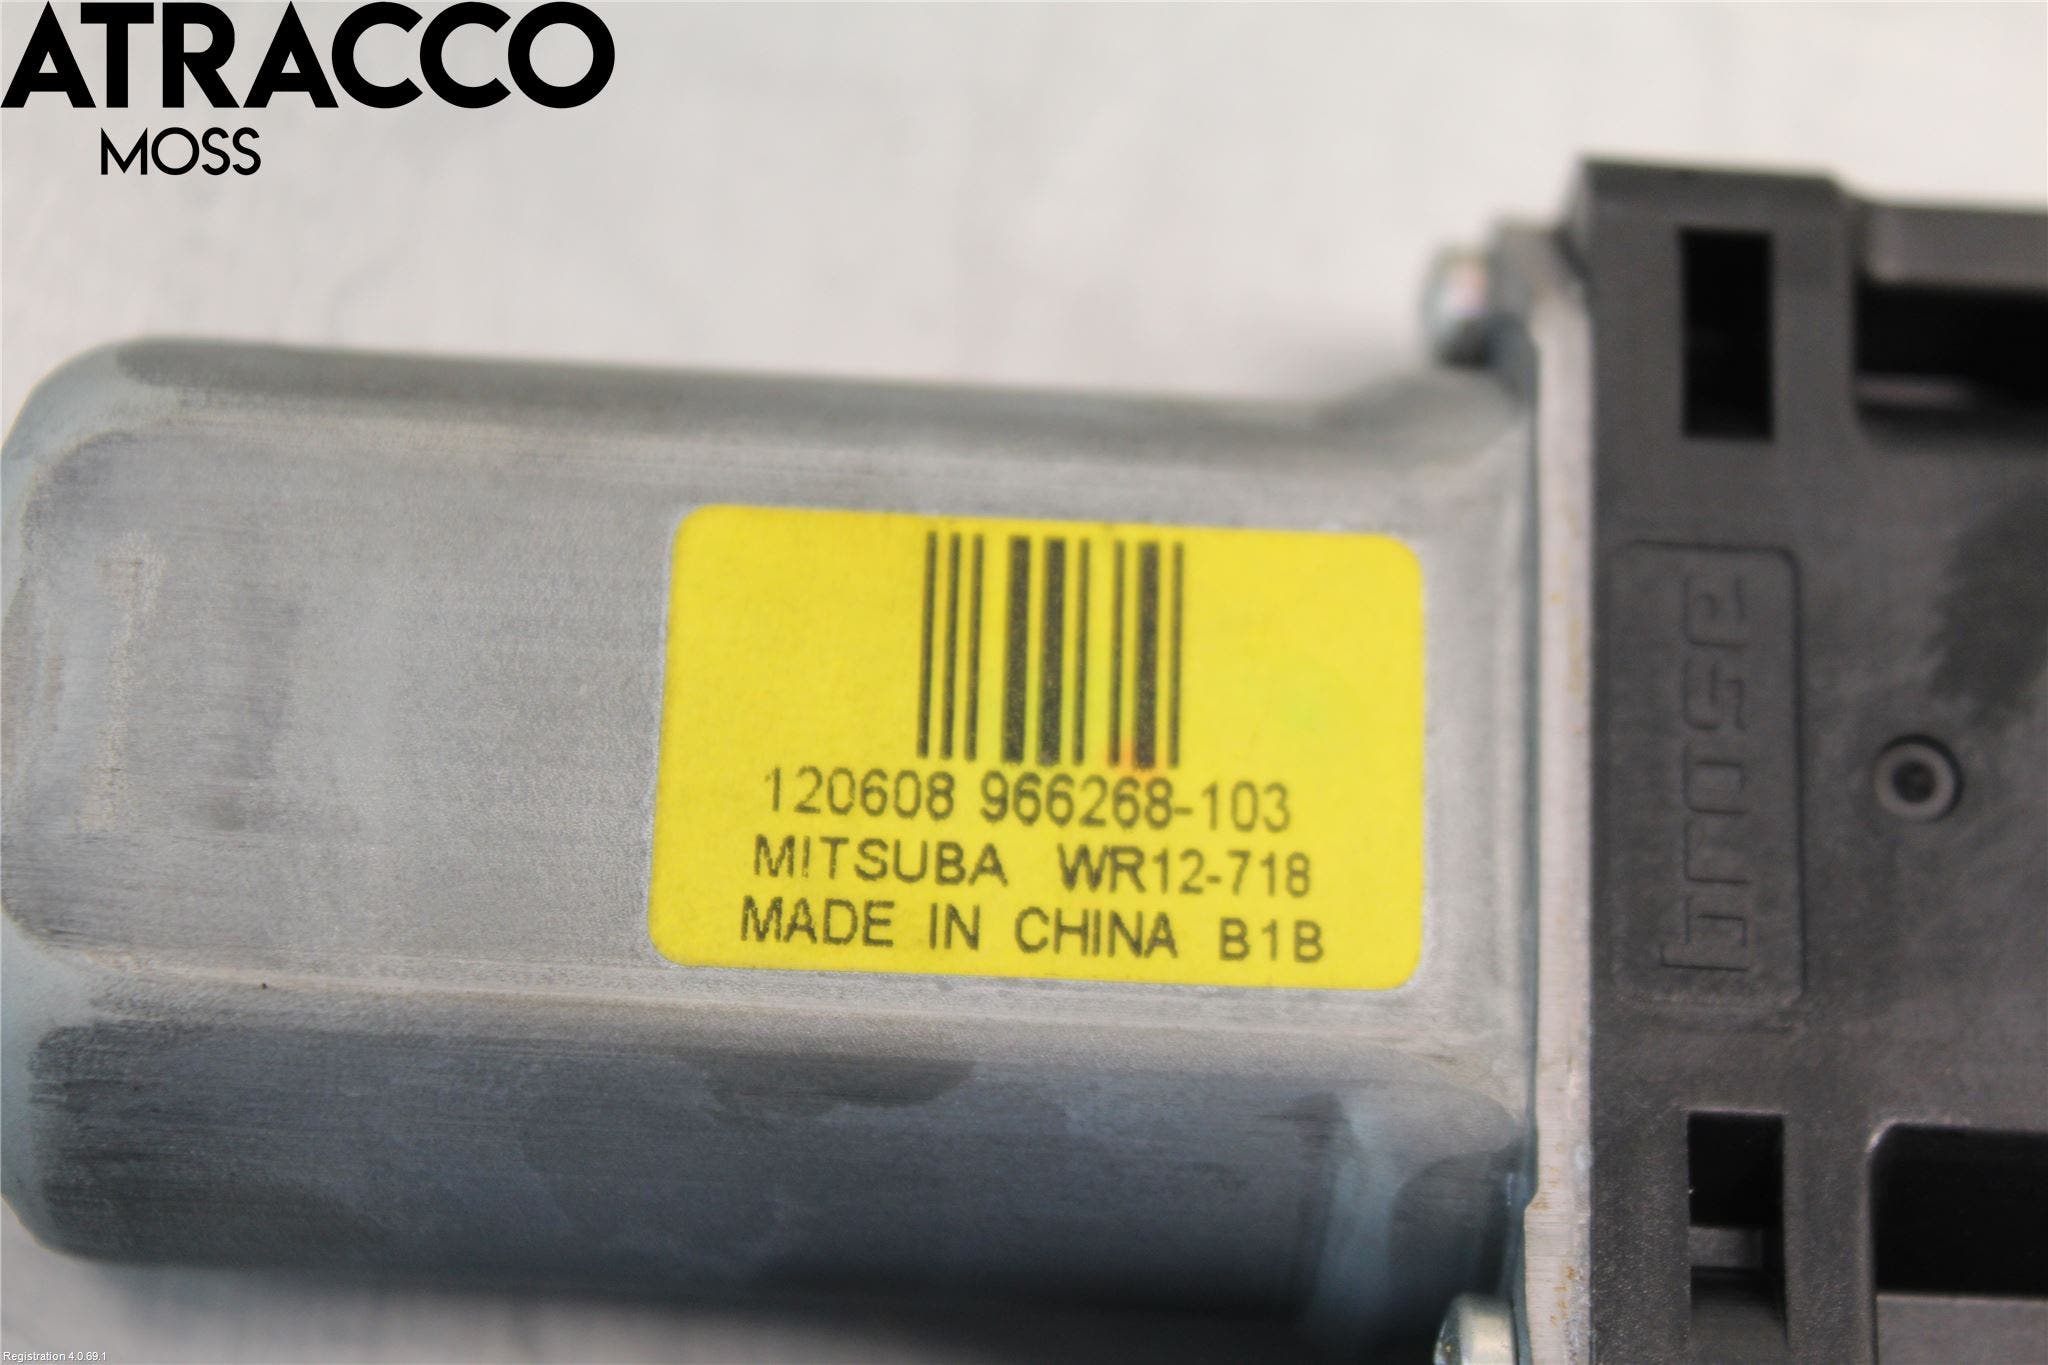 ATRACCO
MOSS
120608 966268-103
MITSUBA WR12-718
MADE IN CHINA B1B
brose
Registration 4.0.69.1